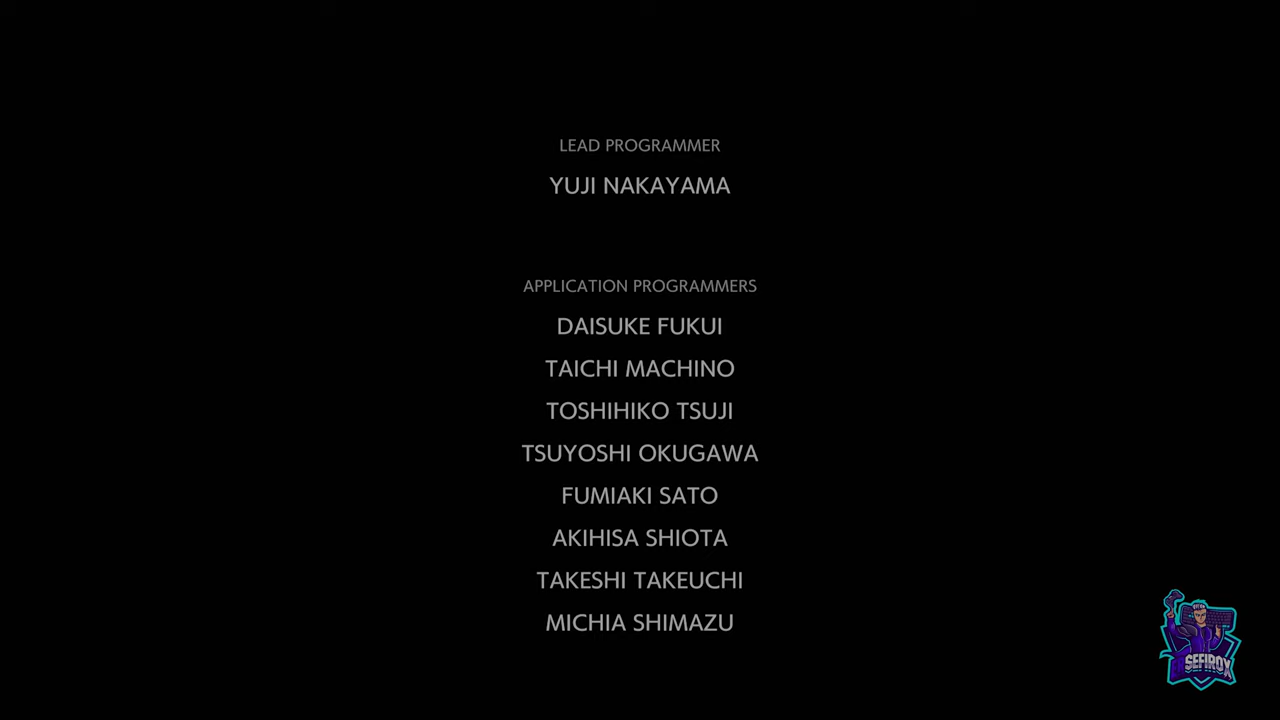 LEAD PROGRAMMER
YUJI NAKAYAMA
APPLICATION PROGRAMMERS
DAISUKE FUKUI
TAICHI MACHINO
TOSHIHIKO TSUJI
TSUYOSHI OKUGAWA
FUMIAKI SATO
AKIHISA SHIOTA
TAKESHI TAKEUCHI
MICHIA SHIMAZU
SEFIROX